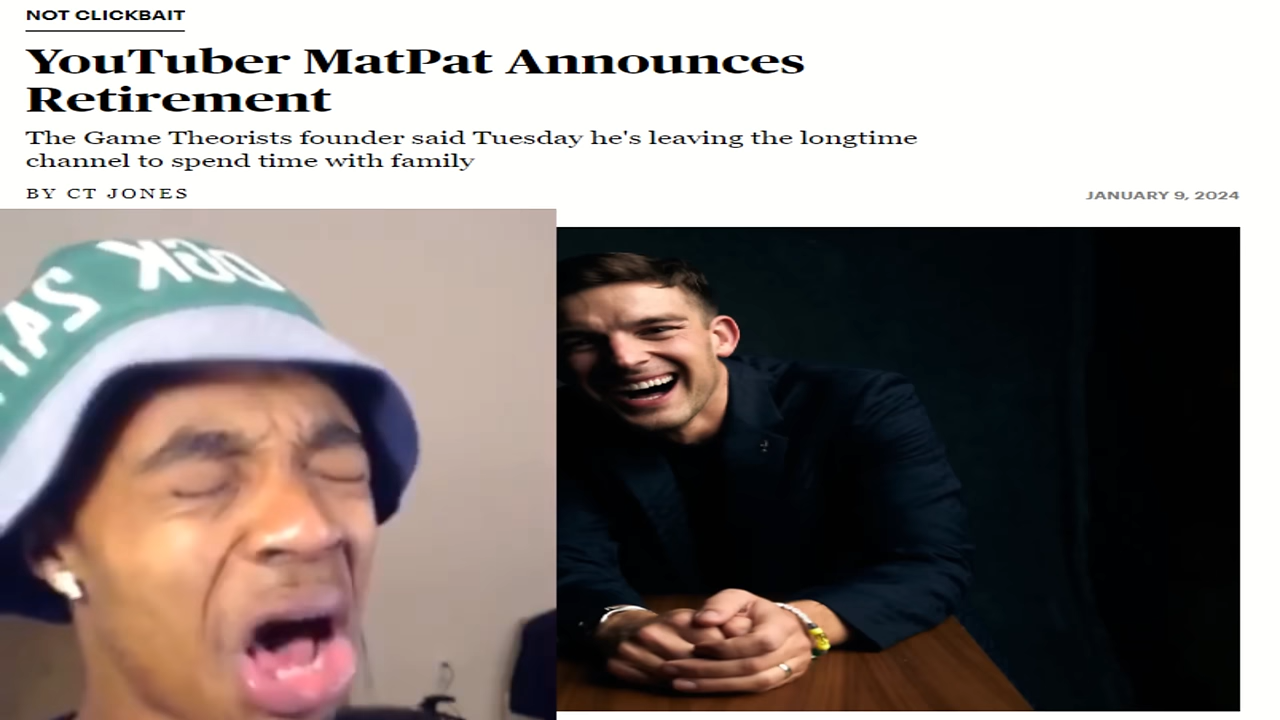 NOT CLICKBAIT
YouTuber MatPat Announces
Retirement
The Game Theorists founder said Tuesday he's leaving the longtime
channel to spend time with family
BY CT JONES
JANUARY 9, 2024